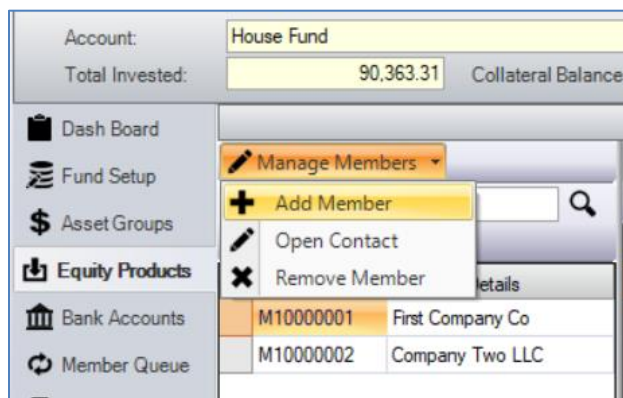 Account: House Fund
Total Invested: 90,363.31 Collateral Balance
Dash Board
Fund Setup
Asset Groups
Equity Products
Bank Accounts
Member Queue
Manage Members
Add Member
Open Contact
Remove Member
etails
M10000001 First Company Co
M10000002 Company Two LLC